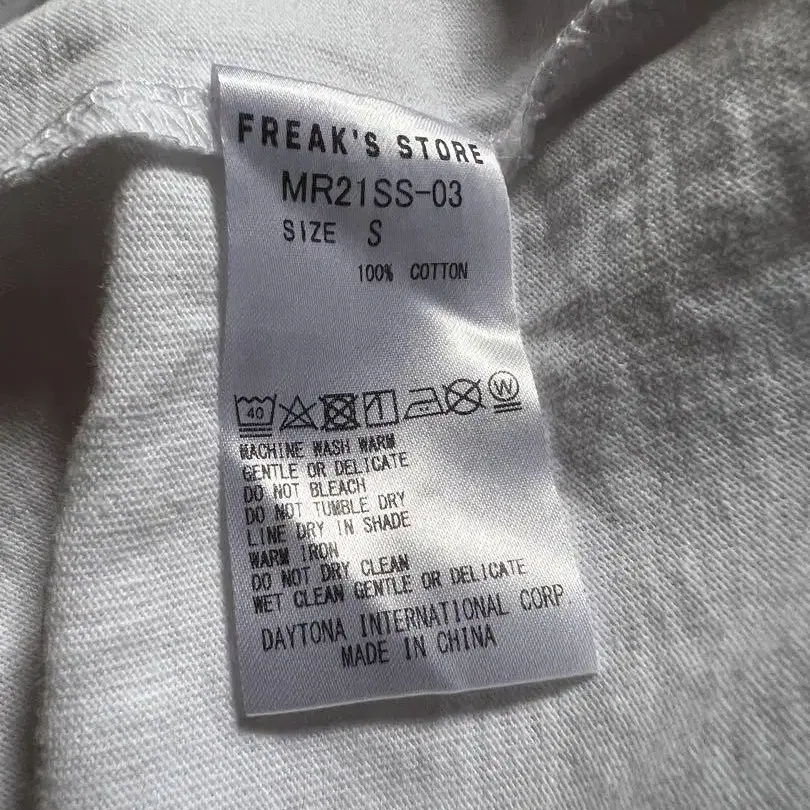 FREAK'S STORE
MR21SS-03
SIZE S
100% COTTON
40 W
MACHINE WASH WARM
GENTLE OR DELICATE
DO NOT BLEACH
DO NOT TUMBLE DRY
LINE DRY IN SHADE
WARM IRON
DO NOT DRY CLEAN
WET CLEAN GENTLE OR DELICATE
DAYTONA INTERNATIONAL CORP.
MADE IN CHINA